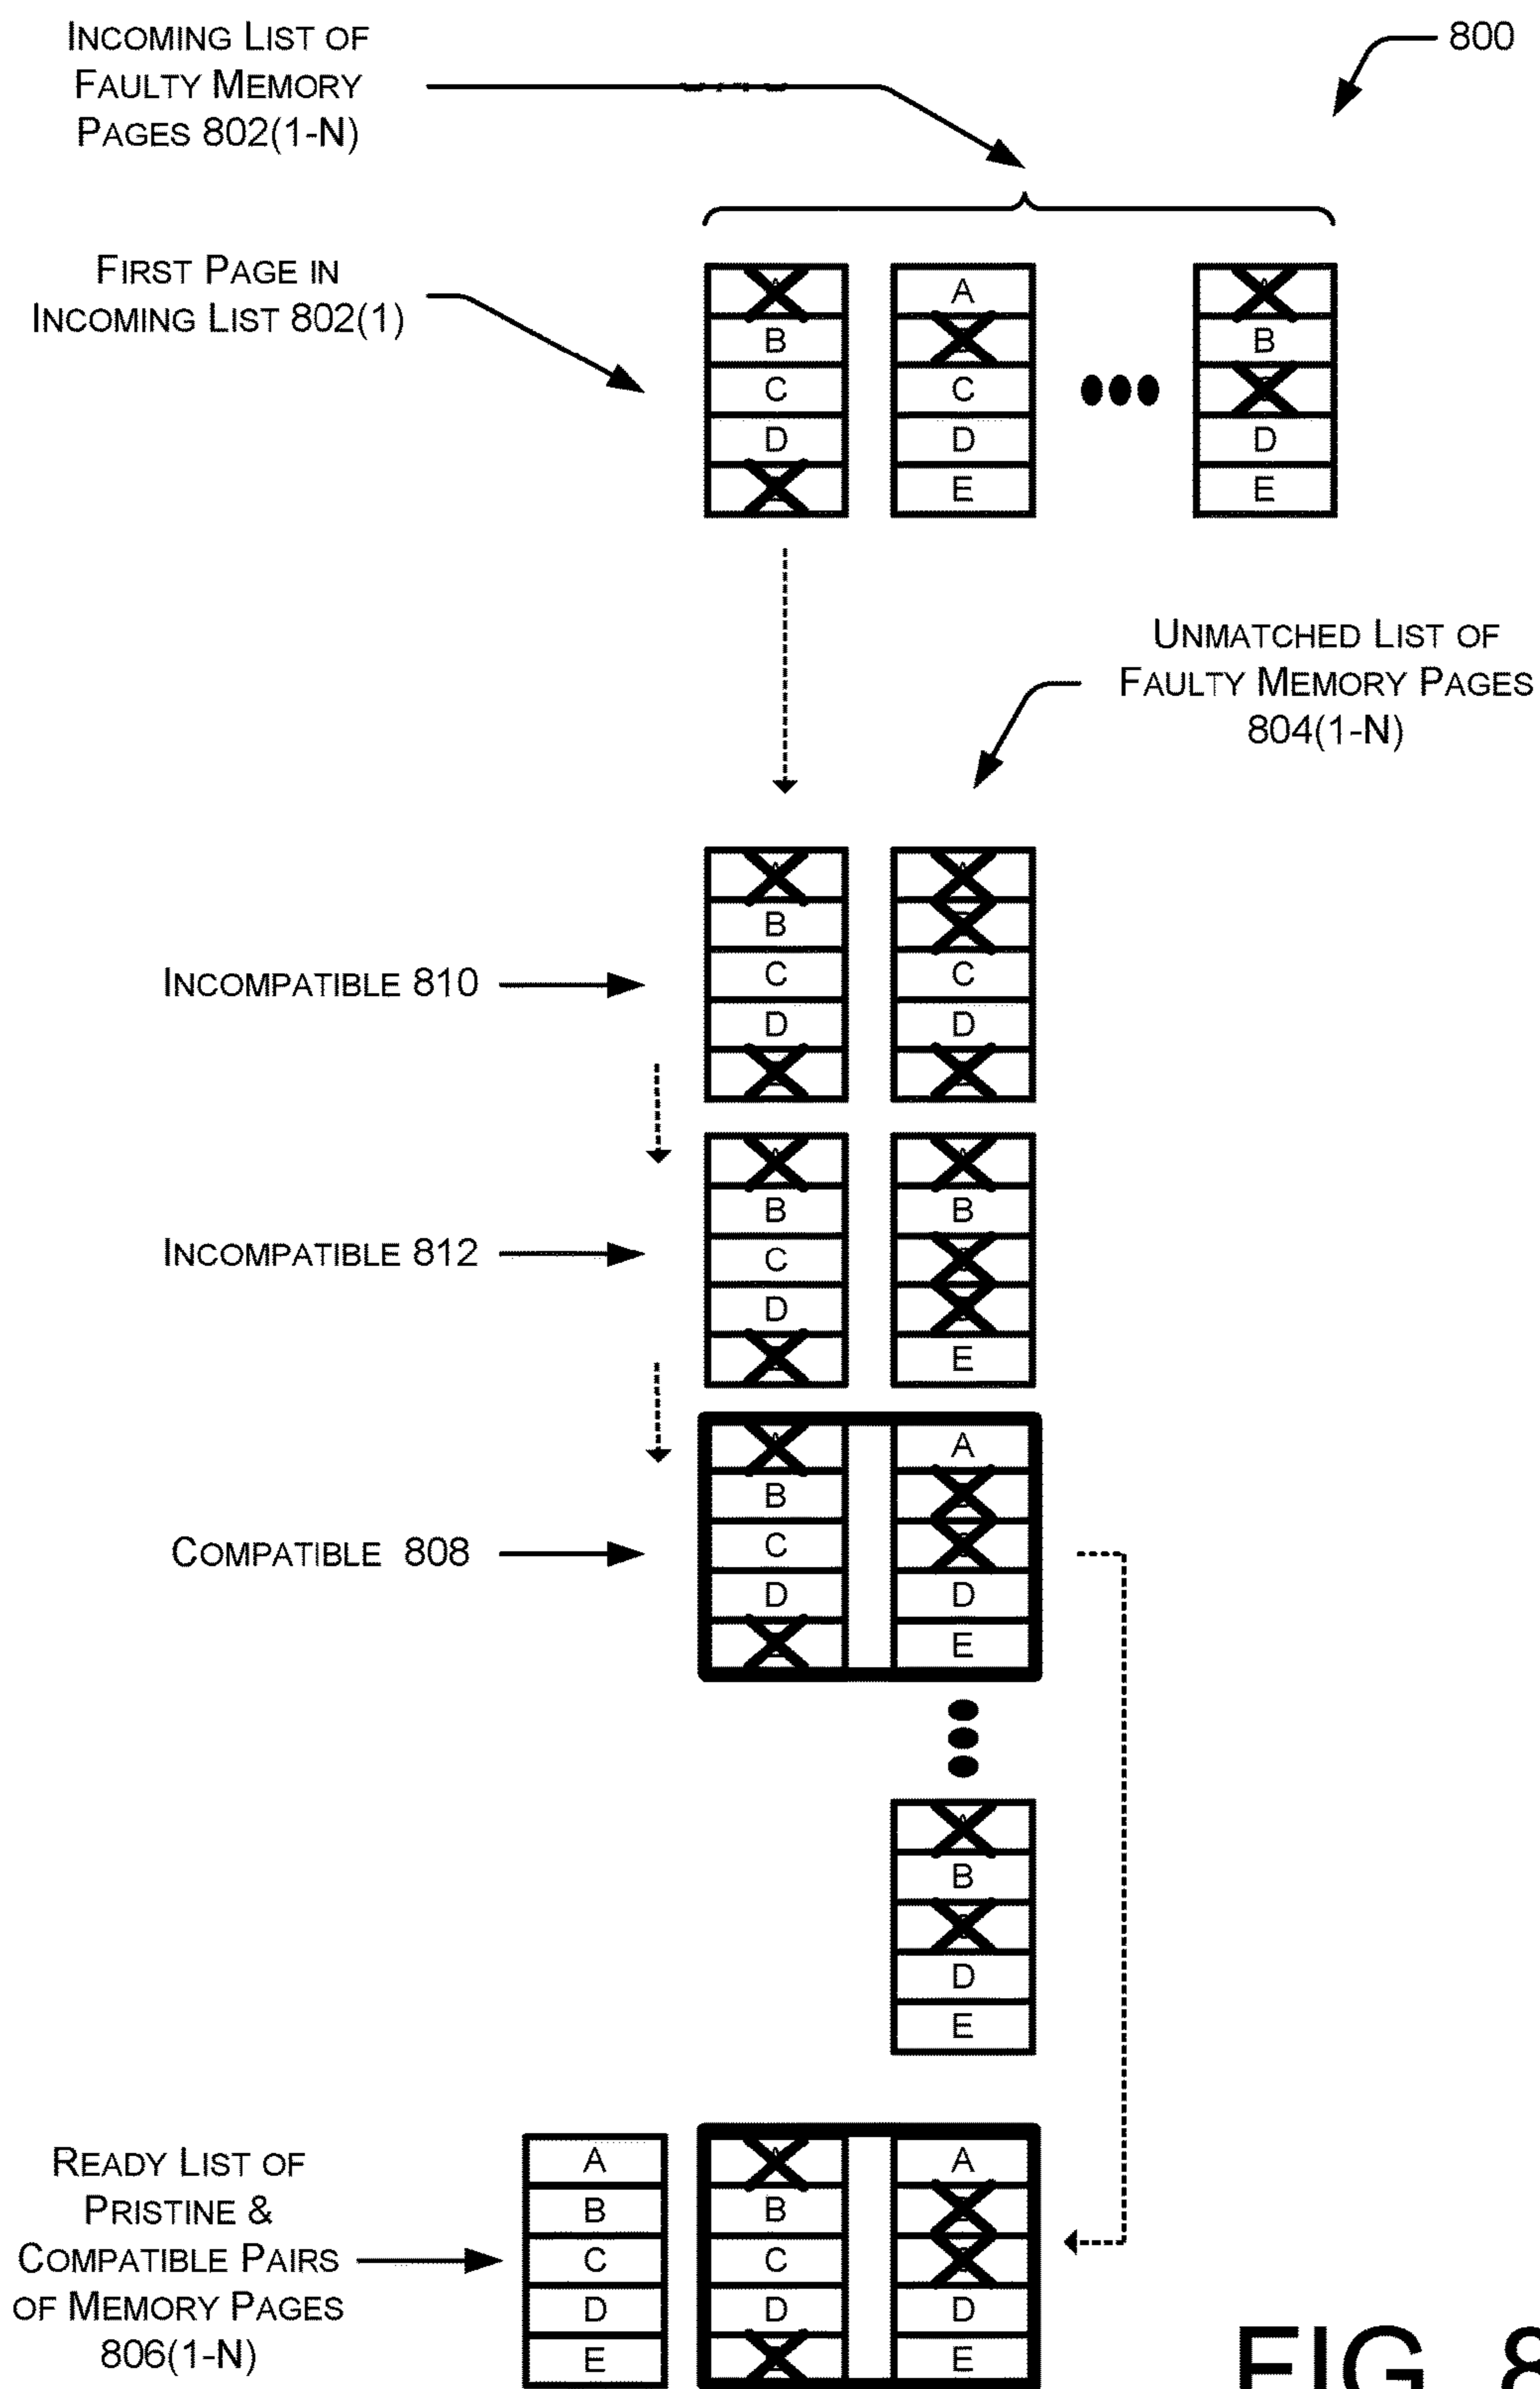 INCOMING LIST OF
FAULTY MEMORY
PAGES 802(1-N)
800
FIRST PAGE IN
INCOMING LIST 802(1)
A
B
B
C
C
D
D
D
E
E
UNMATCHED LIST OF
FAULTY MEMORY PAGES
804(1-N)
B
INCOMPATIBLE 810
C
C
D
D
B
B
INCOMPATIBLE 812
C
D
E
A
B
COMPATIBLE 808
C
D
D
E
B
D
E
READY LIST OF
PRISTINE &
COMPATIBLE PAIRS
OF MEMORY PAGES
806(1-N)
A
A
B
B
C
C
D
D
D
E
E
FIG. 8